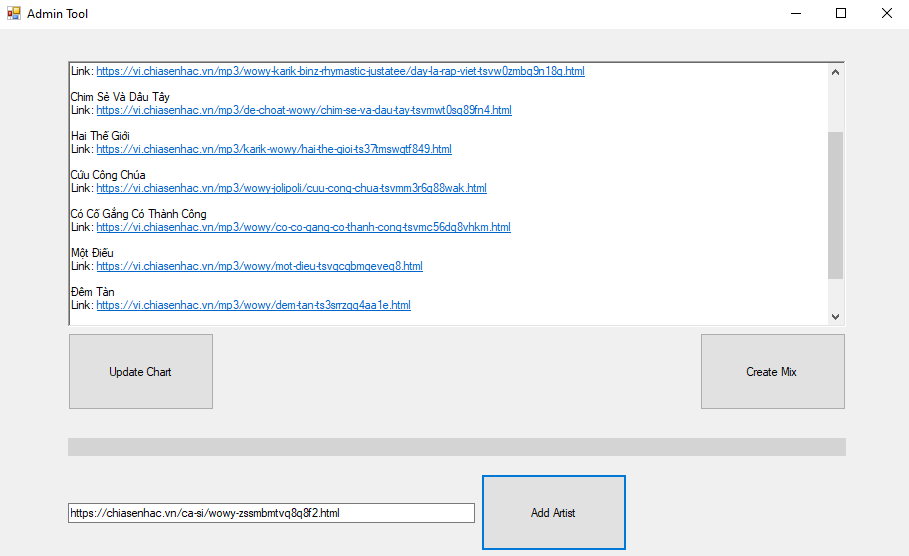 Admin Tool
Link: https://vi.chiasenhac.vn/mp3/wowy-karik-binz-rhymastic-justatee/day-la-rap-viet-tsvw0zmbq9n18q.html
Chim Sẻ Và Dâu Tây
Link: https://vi.chiasenhac.vn/mp3/de-choat-wowy/chim-se-va-dau-tay-tsvmwt0sq89fn4.html
Hai Thế Giới
Link: https://vi.chiasenhac.vn/mp3/karik-wowy/hai-the-gioi-ts37tmswqtf849.html
Cứu Công Chúa
Link: https://vi.chiasenhac.vn/mp3/wowy-jolipoli/cuu-cong-chua-tsvmm3r6q88wak.html
Có Cố Gắng Có Thành Công
Link: https://vi.chiasenhac.vn/mp3/wowy/co-co-gang-co-thanh-cong-tsvmc56dq8vhkm.html
Một Điếu
Link: https://vi.chiasenhac.vn/mp3/wowy/mot-dieu-tsvqcgbmqeveq8.html
Đêm Tàn
Link: https://vi.chiasenhac.vn/mp3/wowy/dem-tan-ts3srrzgq4aa1e.html
Update Chart
Create Mix
https://chiasenhac.vn/ca-si/wowy-zssmbmtvq8q8f2.html
Add Artist